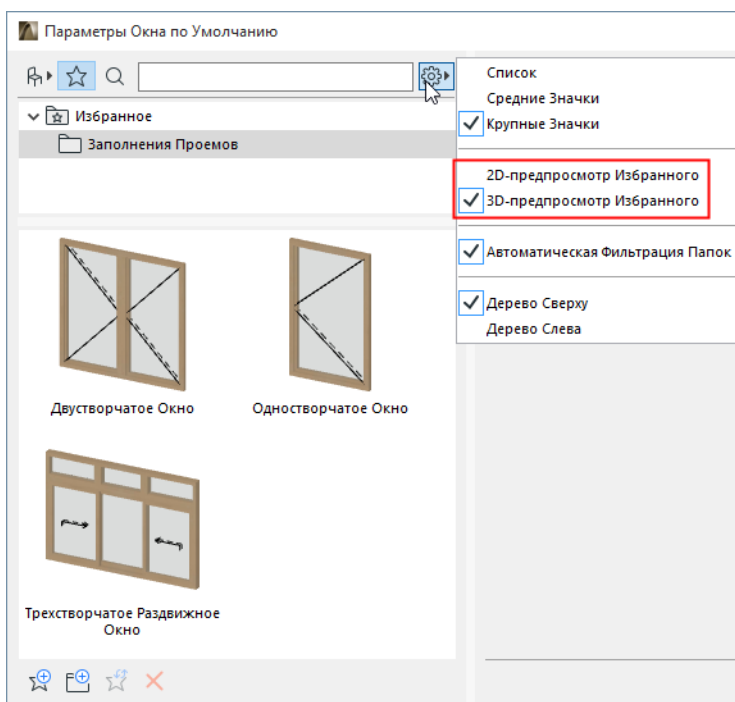 Параметры Окна по Умолчанию
Список
Средние Значки
Крупные Значки
2D-предпросмотр Избранного
3D-предпросмотр Избранного
Автоматическая Фильтрация Папок
Дерево Сверху
Дерево Слева
Избранное
Заполнения Проемов
Двустворчатое Окно
Одностворчатое Окно
Трехстворчатое Раздвижное
Окно